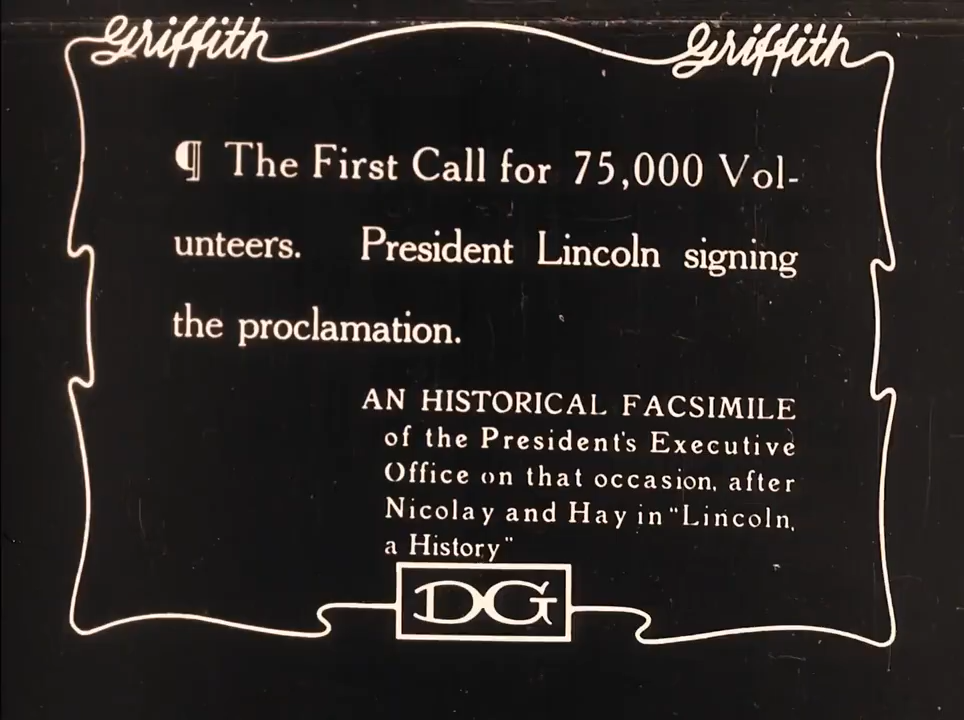 Griffith Griffith
¶ The First Call for 75,000 Vol-
unteers. President Lincoln signing
the proclamation.
AN HISTORICAL FACSIMILE
of the President's Executive
Office on that occasion, after
Nicolay and Hay in "Lincoln,
a History"
DG